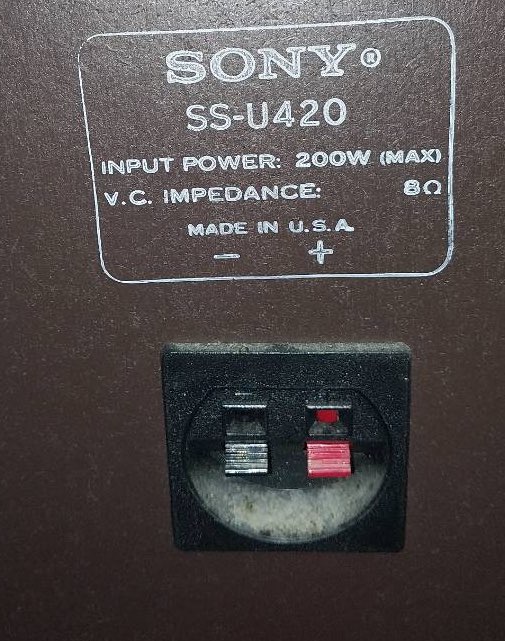 SONY®
SS-U420
INPUT POWER: 200W (MAX)
V.C. IMPEDANCE: 8Ω
MADE IN U.S.A.
− +